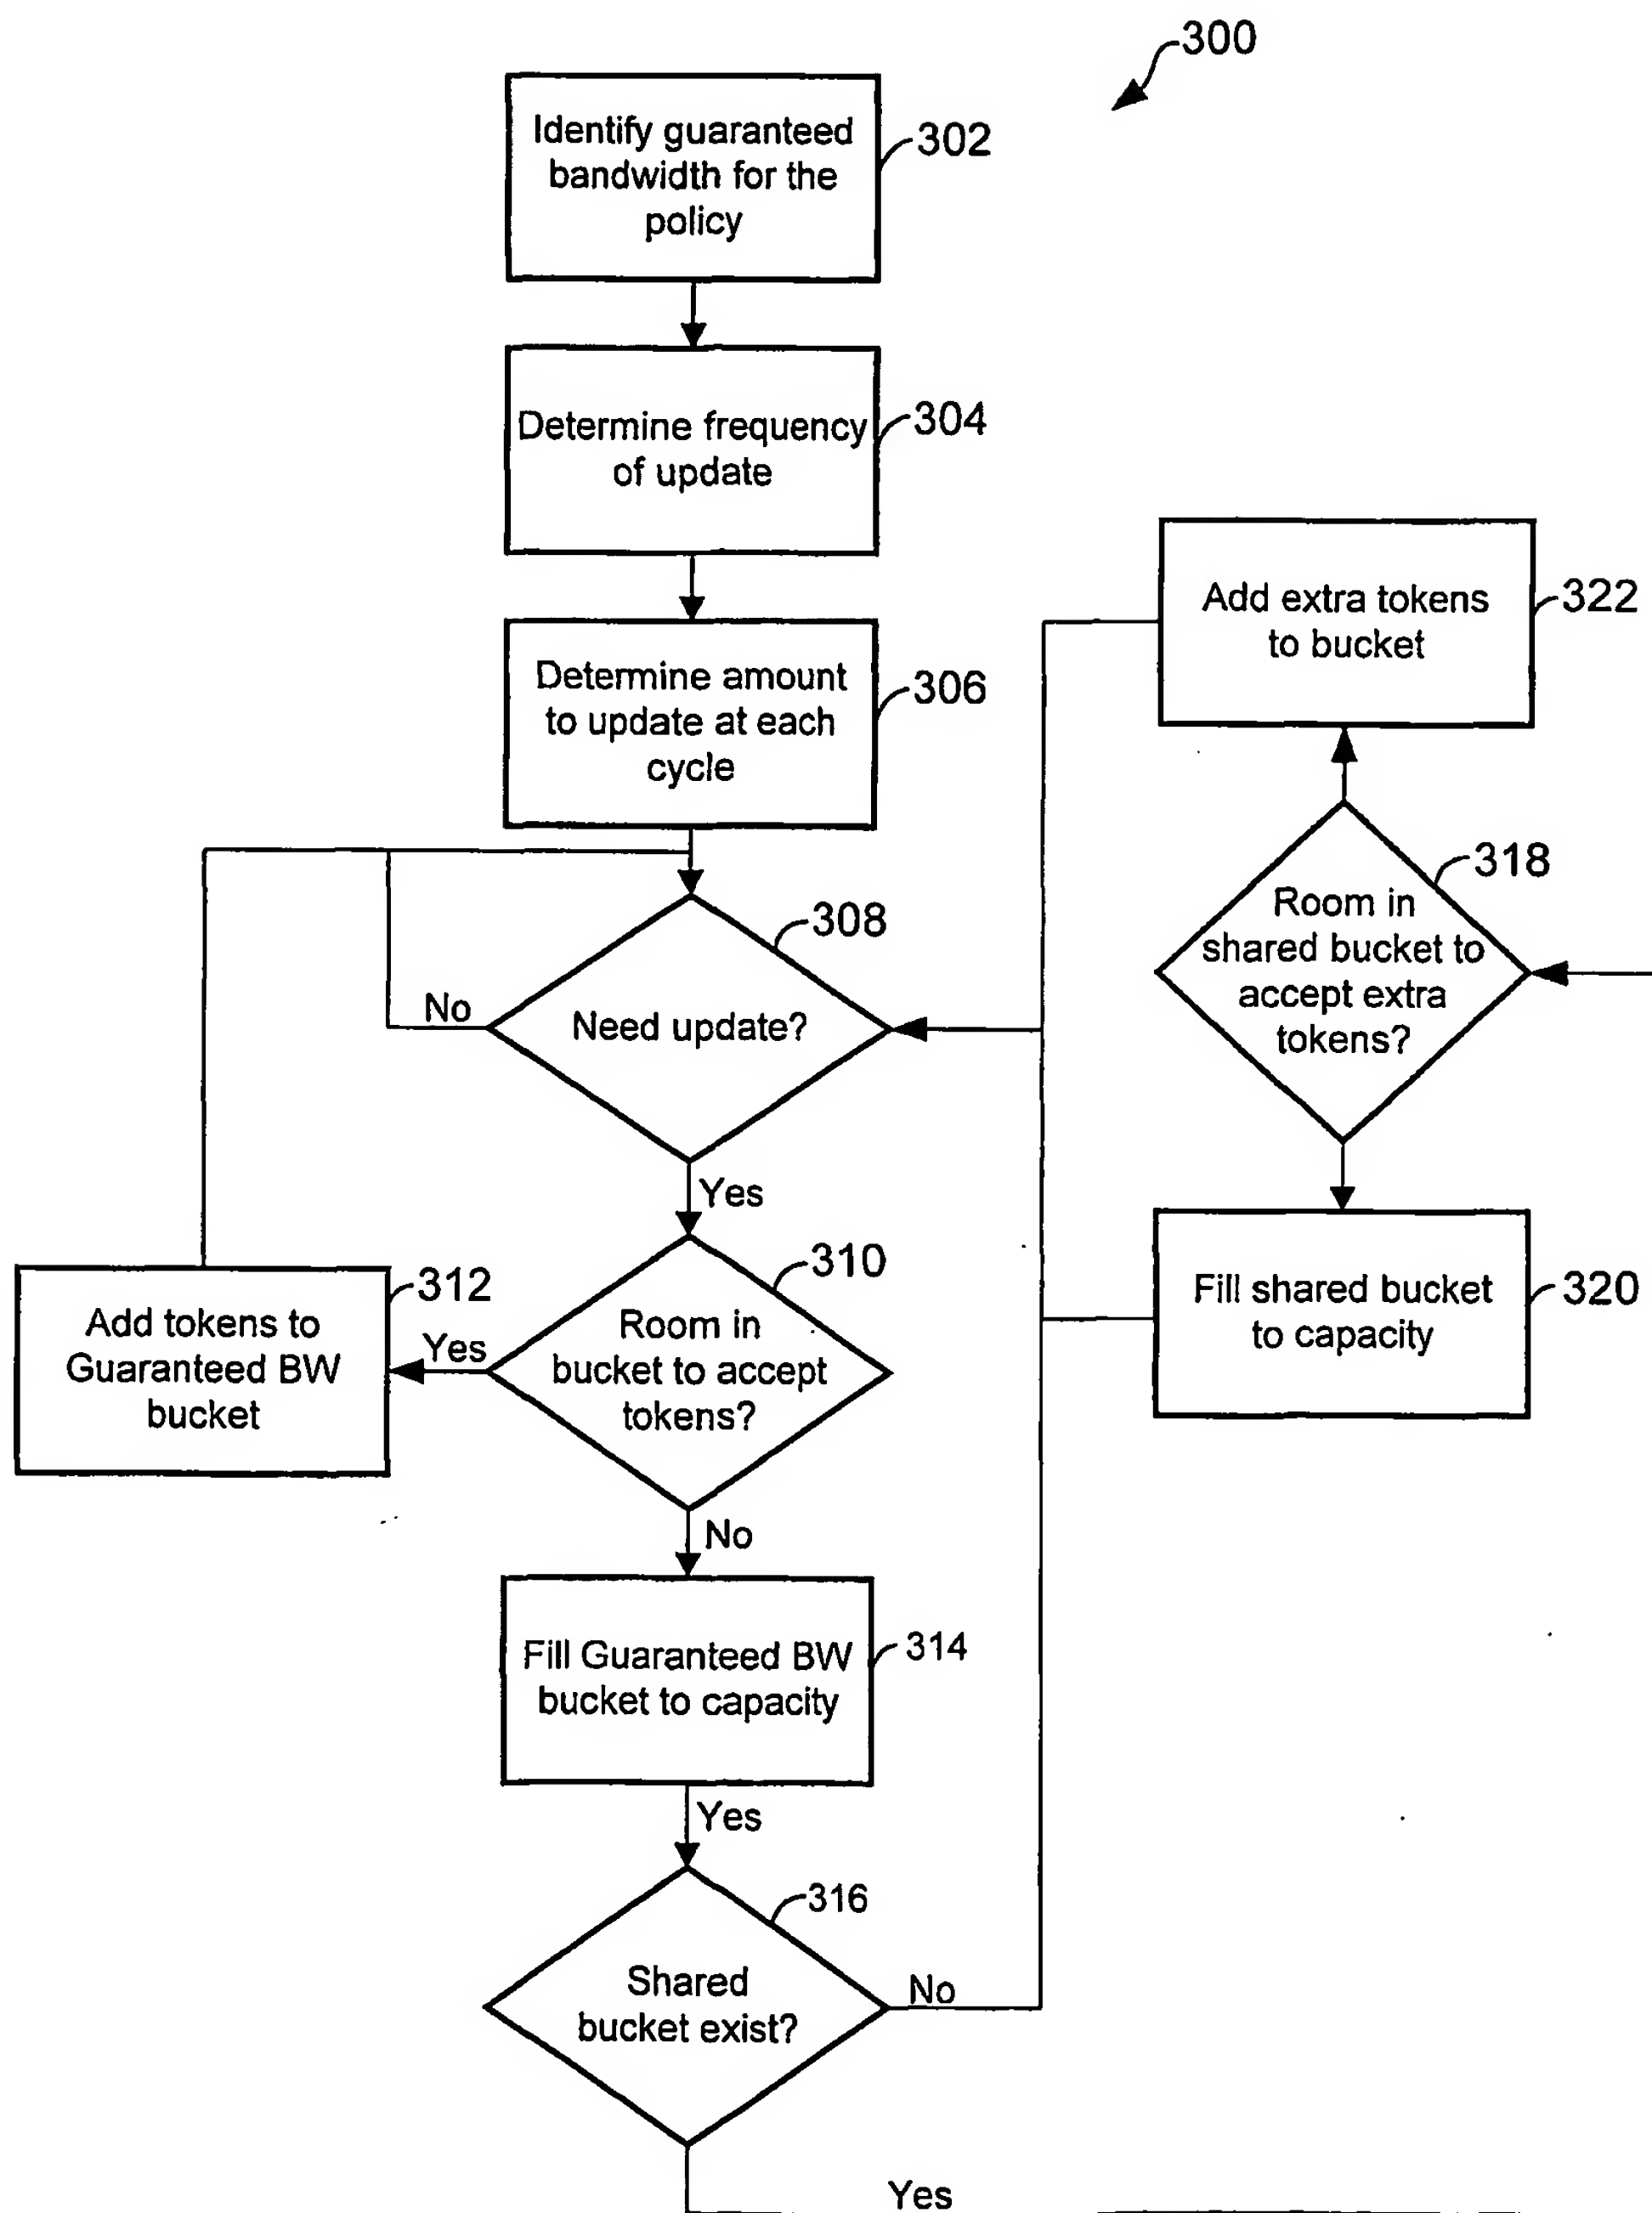 300
Identify guaranteed
bandwidth for the
policy
302
Determine frequency
of update
304
Determine amount
to update at each
cycle
306
Need update?
308
No
Yes
Room in
bucket to accept
tokens?
310
Yes
No
Add tokens to
Guaranteed BW
bucket
312
Fill Guaranteed BW
bucket to capacity
314
Yes
Shared
bucket exist?
316
No
Yes
Room in
shared bucket to
accept extra
tokens?
318
Add extra tokens
to bucket
322
Fill shared bucket
to capacity
320